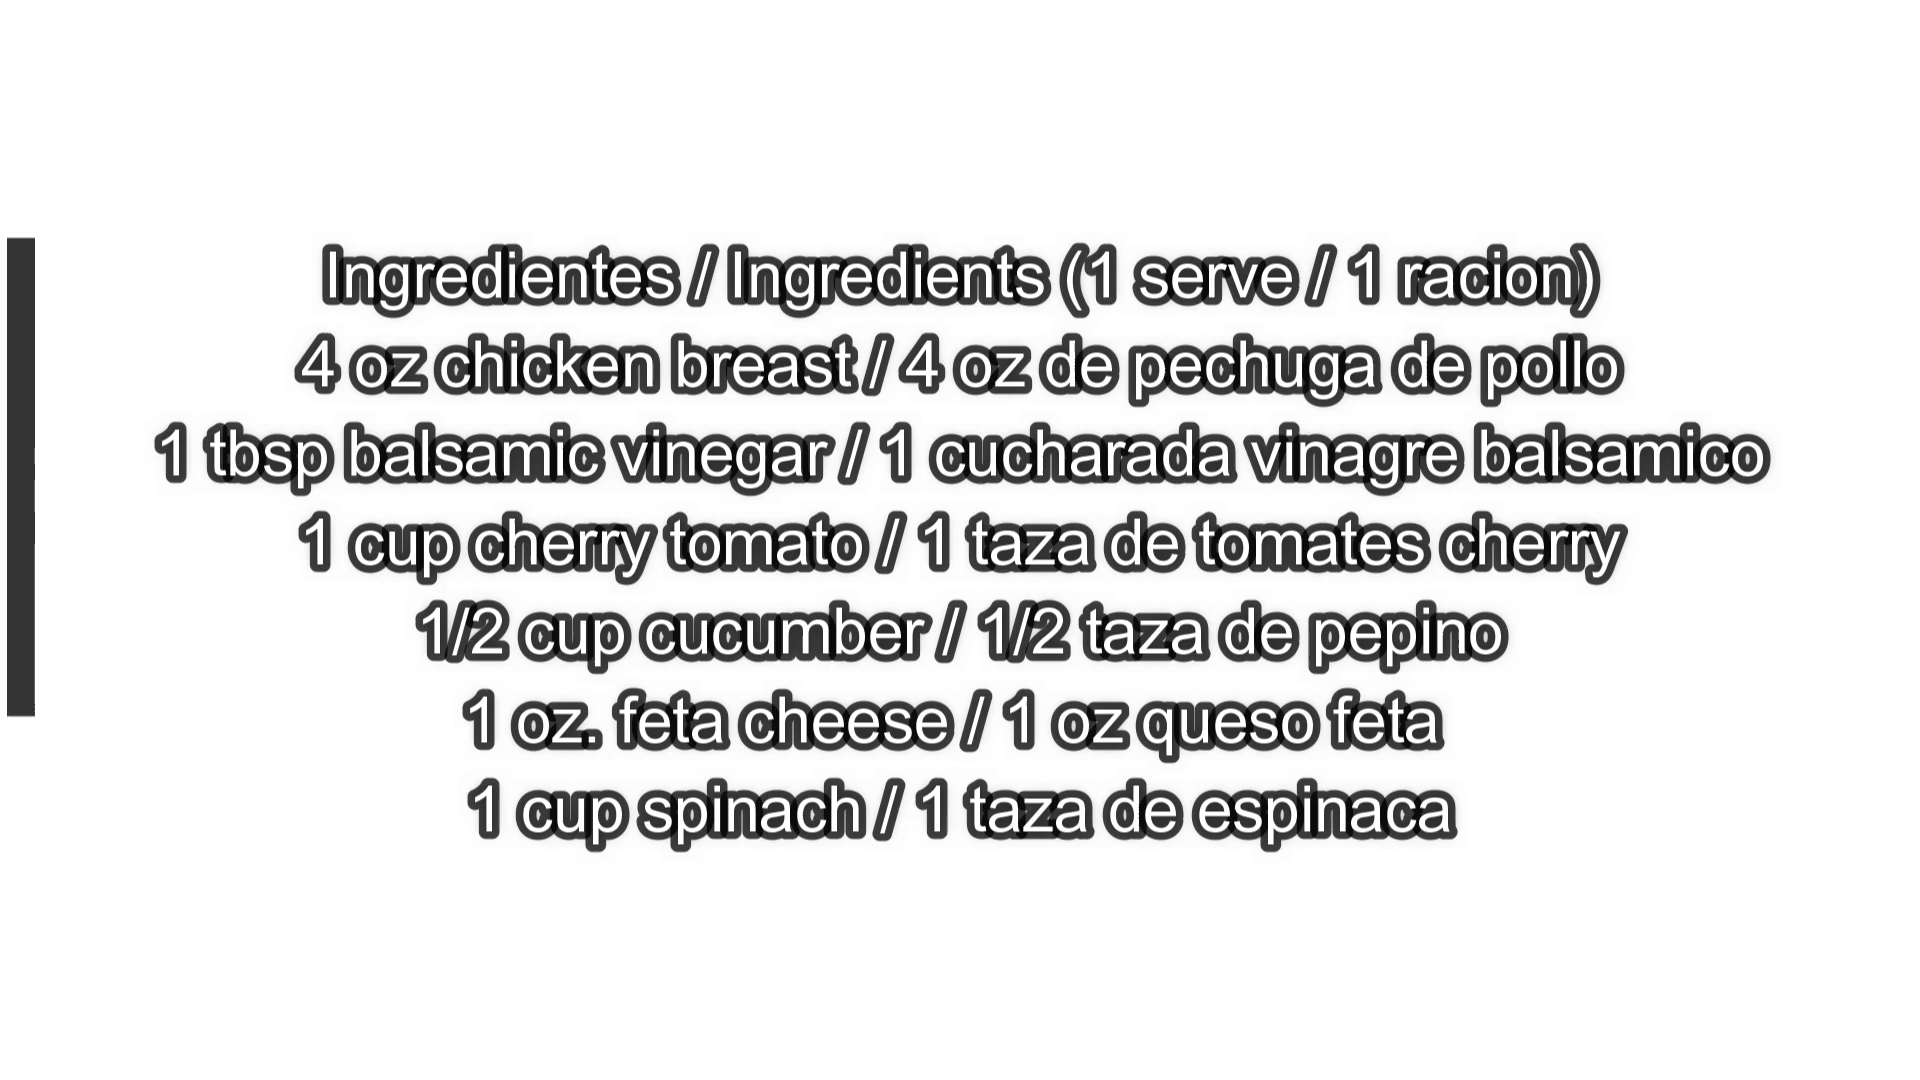 Ingredientes / Ingredients (1 serve / 1 racion)
4 oz chicken breast / 4 oz de pechuga de pollo
1 tbsp balsamic vinegar / 1 cucharada vinagre balsamico
1 cup cherry tomato / 1 taza de tomates cherry
1/2 cup cucumber / 1/2 taza de pepino
1 oz. feta cheese / 1 oz queso feta
1 cup spinach / 1 taza de espinaca